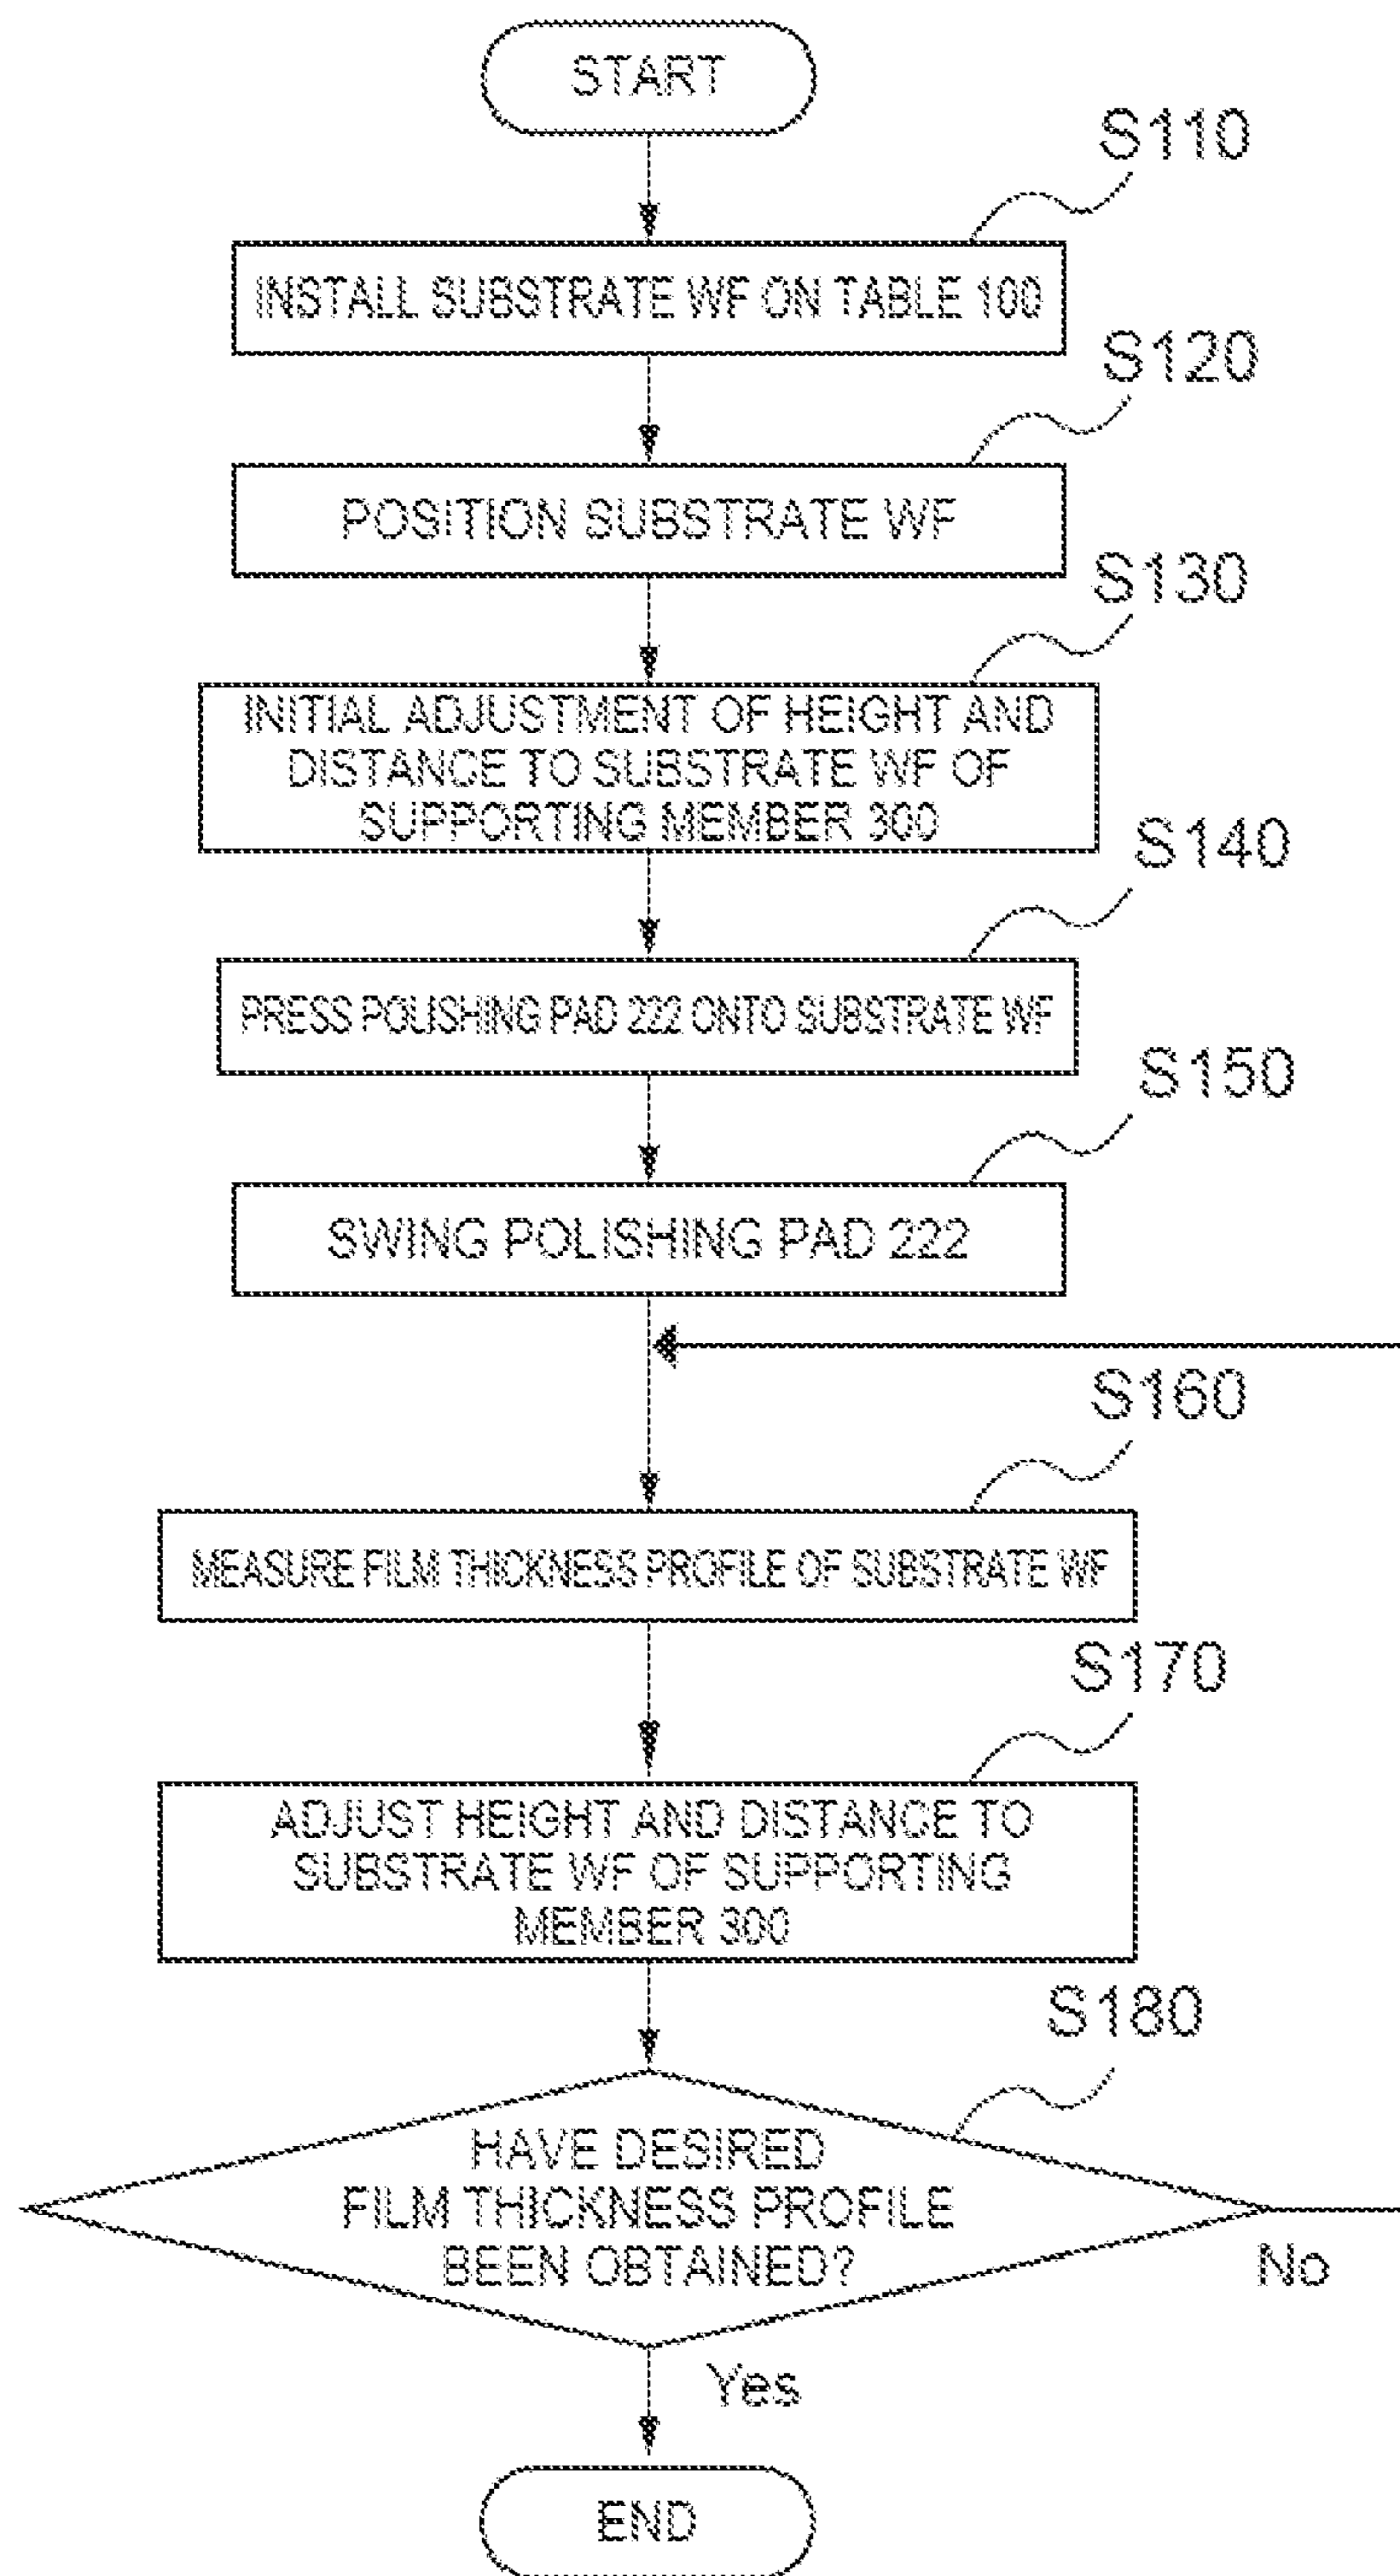 START
S110
INSTALL SUBSTRATE WF ON TABLE 100
S120
POSITION SUBSTRATE WF
S130
INITIAL ADJUSTMENT OF HEIGHT AND
DISTANCE TO SUBSTRATE WF OF
SUPPORTING MEMBER 300
S140
PRESS POLISHING PAD 222 ONTO SUBSTRATE WF
S150
SWING POLISHING PAD 222
S160
MEASURE FILM THICKNESS PROFILE OF SUBSTRATE WF
S170
ADJUST HEIGHT AND DISTANCE TO
SUBSTRATE WF OF SUPPORTING
MEMBER 300
S180
HAVE DESIRED
FILM THICKNESS PROFILE
BEEN OBTAINED?
No
Yes
END